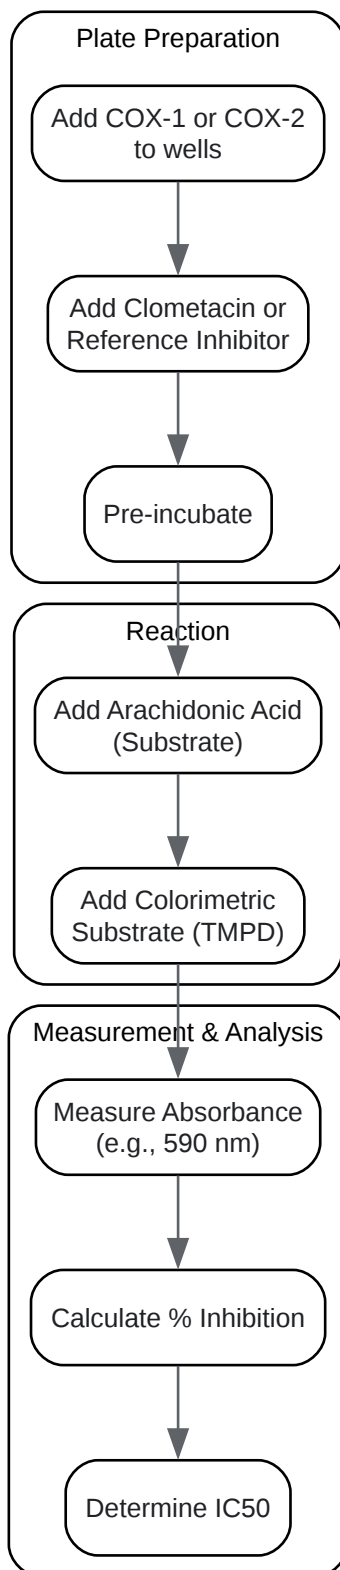 Plate Preparation
Add COX-1 or COX-2
to wells
Add Clometacin or
Reference Inhibitor
Pre-incubate
Reaction
Add Arachidonic Acid
(Substrate)
Add Colorimetric
Substrate (TMPD)
Measurement & Analysis
Measure Absorbance
(e.g., 590 nm)
Calculate % Inhibition
Determine IC50